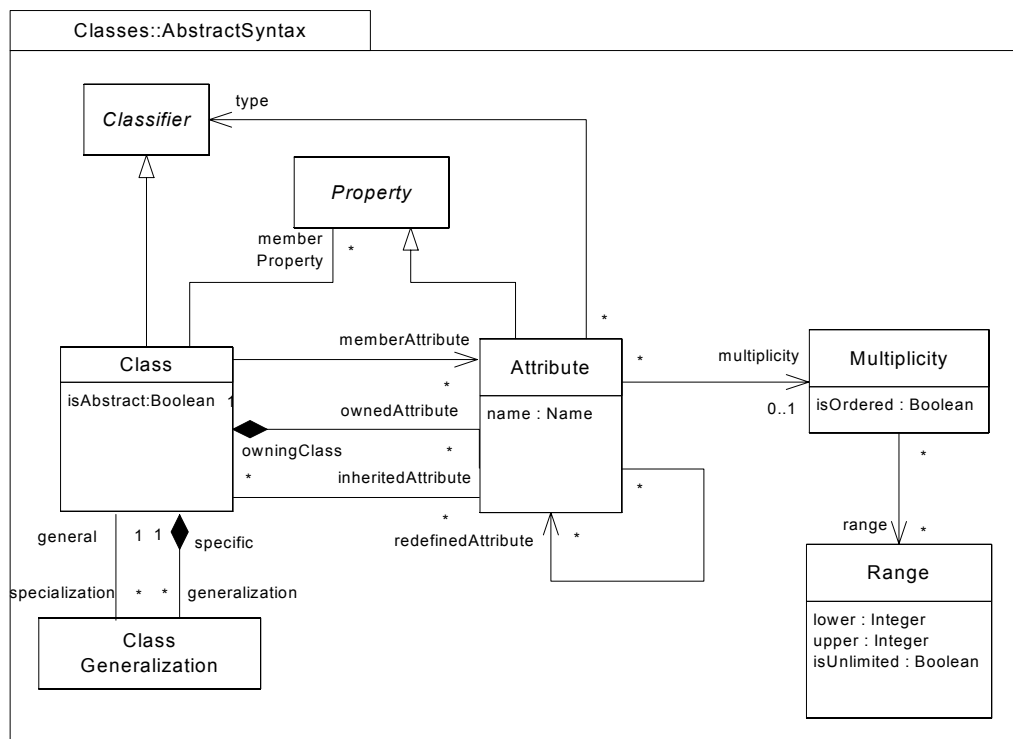 Classes::AbstractSyntax
type
Classifier
Property
member
Property
*
*
memberAttribute
Class
isAbstract:Boolean 1
*
ownedAttribute
owningClass
*
*
inheritedAttribute
*
Attribute
name : Name
*
multiplicity
0..1
Multiplicity
isOrdered : Boolean
*
range
*
Range
lower : Integer
upper : Integer
isUnlimited : Boolean
*
redefinedAttribute
*
general
1 1
specific
specialization
* *
generalization
Class
Generalization